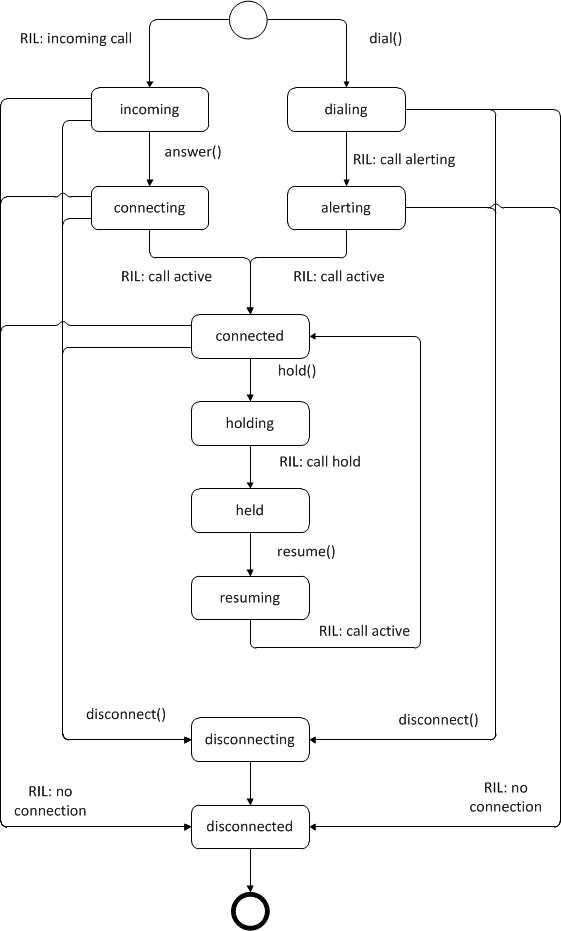 RIL: incoming call
dial()
incoming
dialing
answer()
RIL: call alerting
connecting
alerting
RIL: call active
RIL: call active
connected
hold()
holding
RIL: call hold
held
resume()
resuming
RIL: call active
disconnect()
disconnect()
disconnecting
RIL: no
connection
RIL: no
connection
disconnected